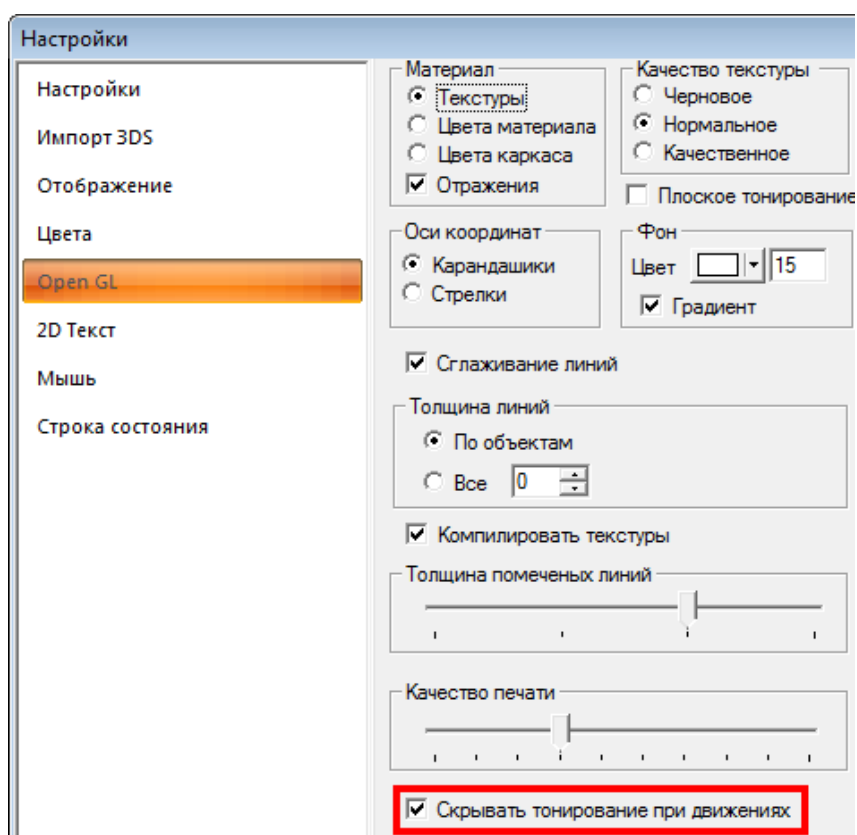 Настройки
Настройки
Импорт 3DS
Отображение
Цвета
Open GL
2D Текст
Мышь
Строка состояния
Материал
Текстуры
Цвета материала
Цвета каркаса
Отражения
Качество текстуры
Черновое
Нормальное
Качественное
Плоское тонирование
Оси координат
Карандашики
Стрелки
Фон
Цвет 15
Градиент
Сглаживание линий
Толщина линий
По объектам
Все 0
Компилировать текстуры
Толщина помеченых линий
Качество печати
Скрывать тонирование при движениях